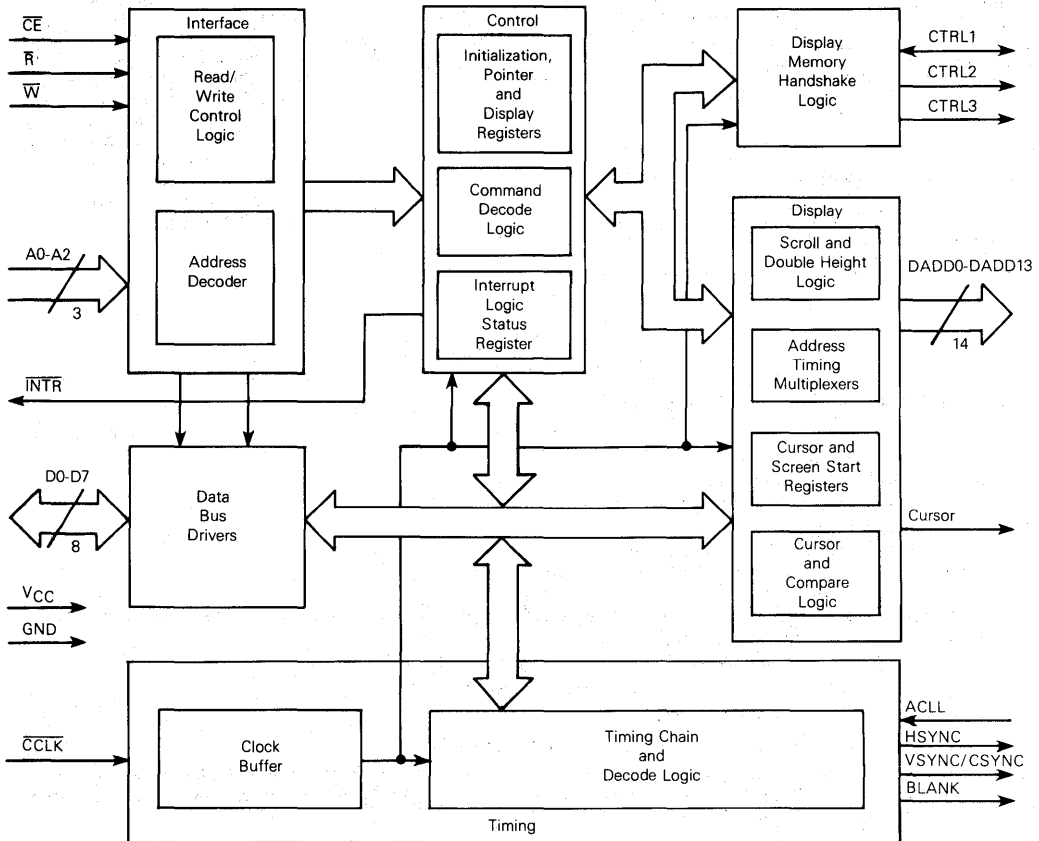 C̅E̅
R̅
W̅
A0-A2
3
I̅N̅T̅R̅
D0-D7
8
VCC
GND
C̅C̅L̅K̅
Interface
Read/
Write
Control
Logic
Address
Decoder
Data
Bus
Drivers
Control
Initialization,
Pointer
and
Display
Registers
Command
Decode
Logic
Interrupt
Logic
Status
Register
Display
Memory
Handshake
Logic
CTRL1
CTRL2
CTRL3
Display
Scroll and
Double Height
Logic
Address
Timing
Multiplexers
Cursor and
Screen Start
Registers
Cursor
and
Compare
Logic
DADD0-DADD13
14
Cursor
Clock
Buffer
Timing Chain
and
Decode Logic
Timing
ACLL
HSYNC
VSYNC/CSYNC
BLANK